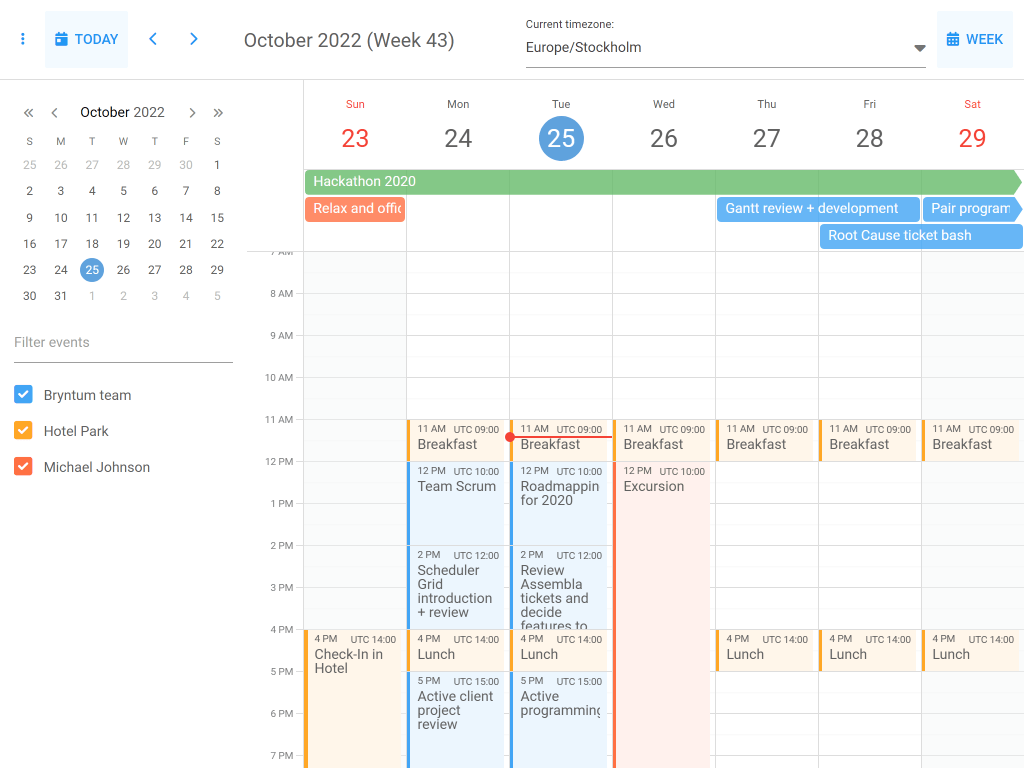 TODAY
October 2022 (Week 43)
Current timezone:
Europe/Stockholm
WEEK
October 2022
S M T W T F S
25 26 27 28 29 30 1
2 3 4 5 6 7 8
9 10 11 12 13 14 15
16 17 18 19 20 21 22
23 24 25 26 27 28 29
30 31 1 2 3 4 5
Filter events
Bryntum team
Hotel Park
Michael Johnson
Sun Mon Tue Wed Thu Fri Sat
23 24 25 26 27 28 29
Hackathon 2020
Relax and offic
Gantt review + development
Pair program
Root Cause ticket bash
7 AM
8 AM
9 AM
10 AM
11 AM
12 PM
1 PM
2 PM
3 PM
4 PM
5 PM
6 PM
7 PM
4 PM UTC 14:00
Check-In in
Hotel
11 AM UTC 09:00
Breakfast
12 PM UTC 10:00
Team Scrum
2 PM UTC 12:00
Scheduler
Grid
introduction
+ review
4 PM UTC 14:00
Lunch
5 PM UTC 15:00
Active client
project
review
11 AM UTC 09:00
Breakfast
12 PM UTC 10:00
Roadmappin
for 2020
2 PM UTC 12:00
Review
Assembla
tickets and
decide
features to
4 PM UTC 14:00
Lunch
5 PM UTC 15:00
Active
programming
11 AM UTC 09:00
Breakfast
12 PM UTC 10:00
Excursion
11 AM UTC 09:00
Breakfast
4 PM UTC 14:00
Lunch
11 AM UTC 09:00
Breakfast
4 PM UTC 14:00
Lunch
11 AM UTC 09:00
Breakfast
4 PM UTC 14:00
Lunch